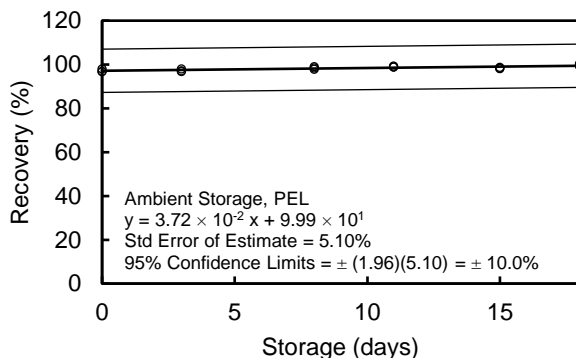 120
100
80
60
40
20
0
Recovery (%)
Ambient Storage, PEL
y = 3.72 × 10⁻² x + 9.99 × 10¹
Std Error of Estimate = 5.10%
95% Confidence Limits = ± (1.96)(5.10) = ± 10.0%
0 5 10 15
Storage (days)